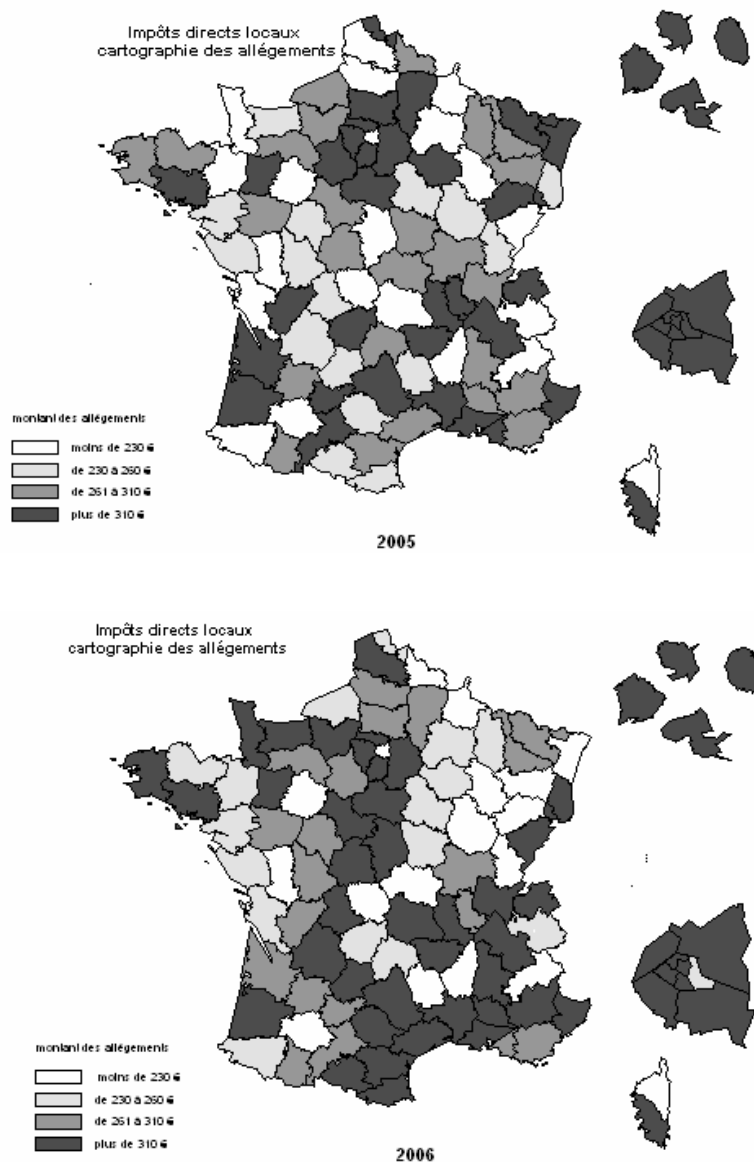 Impôts directs locaux
cartographie des allégements
montant des allégements
moins de 230 €
de 230 à 260 €
de 261 à 310 €
plus de 310 €
2005
Impôts directs locaux
cartographie des allégements
montant des allégements
moins de 230 €
de 230 à 260 €
de 261 à 310 €
plus de 310 €
2006